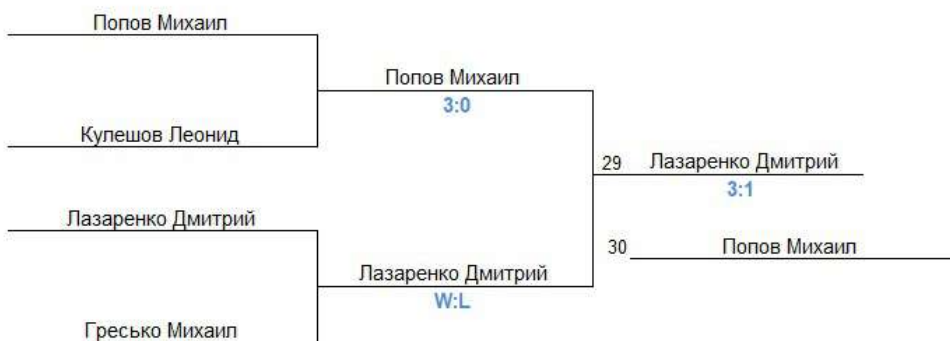 Попов Михаил
Попов Михаил
3:0
Кулешов Леонид
29 Лазаренко Дмитрий
3:1
Лазаренко Дмитрий
30 Попов Михаил
Лазаренко Дмитрий
W:L
Гресько Михаил